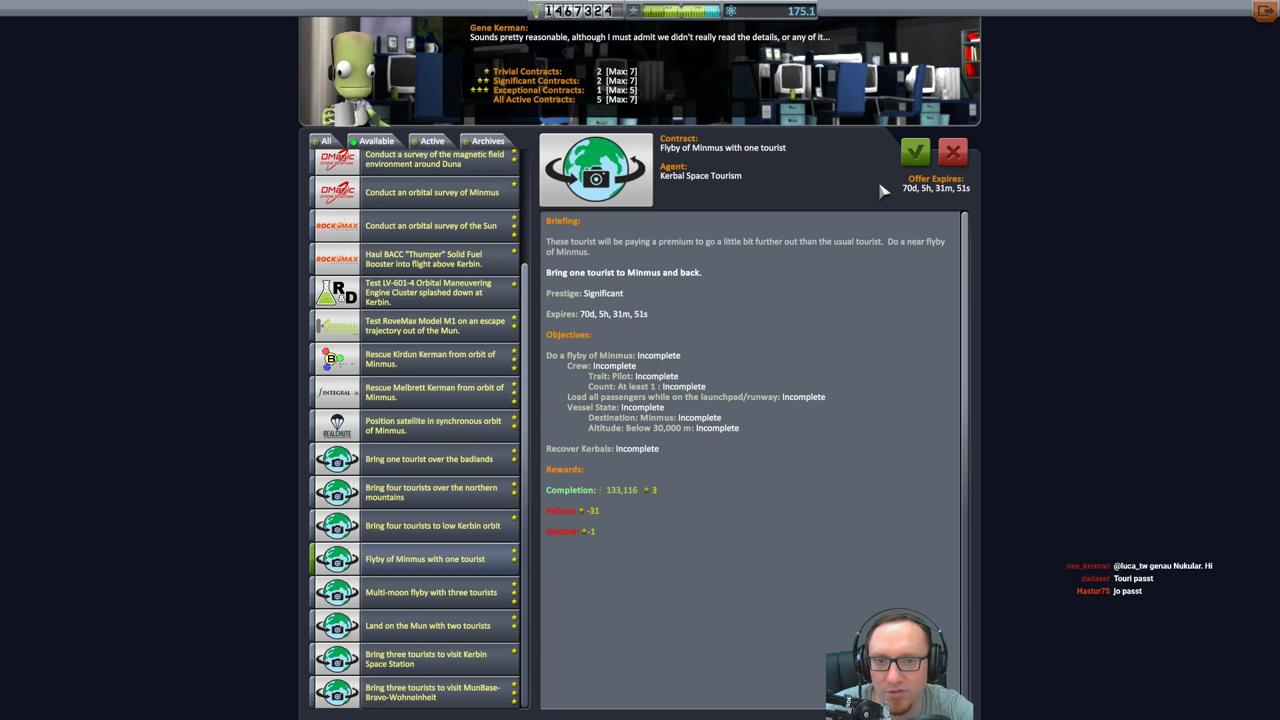 1467324
175.1
Gene Kerman:
Sounds pretty reasonable, although I must admit we didn't really read the details, or any of it...
Trivial Contracts: 2 [Max: 7]
Significant Contracts: 2 [Max: 7]
Exceptional Contracts: 1 [Max: 5]
All Active Contracts: 5 [Max: 7]
All
Available
Active
Archives
DMagic
Orbital Sciences
Conduct a survey of the magnetic field
environment around Duna
DMagic
Orbital Sciences
Conduct an orbital survey of Minmus
ROCKOMAX
Conduct an orbital survey of the Sun
ROCKOMAX
Haul BACC "Thumper" Solid Fuel
Booster into flight above Kerbin.
R&D
Test LV-601-4 Orbital Maneuvering
Engine Cluster splashed down at
Kerbin.
Test RoveMax Model M1 on an escape
trajectory out of the Mun.
Rescue Kirdun Kerman from orbit of
Minmus.
INTEGRAL
Rescue Melbrett Kerman from orbit of
Minmus.
REALCHUTE
Position satellite in synchronous orbit
of Minmus.
Bring one tourist over the badlands
Bring four tourists over the northern
mountains
Bring four tourists to low Kerbin orbit
Flyby of Minmus with one tourist
Multi-moon flyby with three tourists
Land on the Mun with two tourists
Bring three tourists to visit Kerbin
Space Station
Bring three tourists to visit MunBase-
Bravo-Wohneinheit
Contract:
Flyby of Minmus with one tourist
Agent:
Kerbal Space Tourism
Offer Expires:
70d, 5h, 31m, 51s
Briefing:
These tourist will be paying a premium to go a little bit further out than the usual tourist. Do a near flyby
of Minmus.
Bring one tourist to Minmus and back.
Prestige: Significant
Expires: 70d, 5h, 31m, 51s
Objectives:
Do a flyby of Minmus: Incomplete
Crew: Incomplete
Trait: Pilot: Incomplete
Count: At least 1 : Incomplete
Load all passengers while on the launchpad/runway: Incomplete
Vessel State: Incomplete
Destination: Minmus: Incomplete
Altitude: Below 30,000 m: Incomplete
Recover Kerbals: Incomplete
Rewards:
Completion: 133,116 3
Failure: -31
Decline: -1
neo_kerman @luca_tw genau Nukular. Hi
dadaxer Touri passt
Hastur75 Jo passt